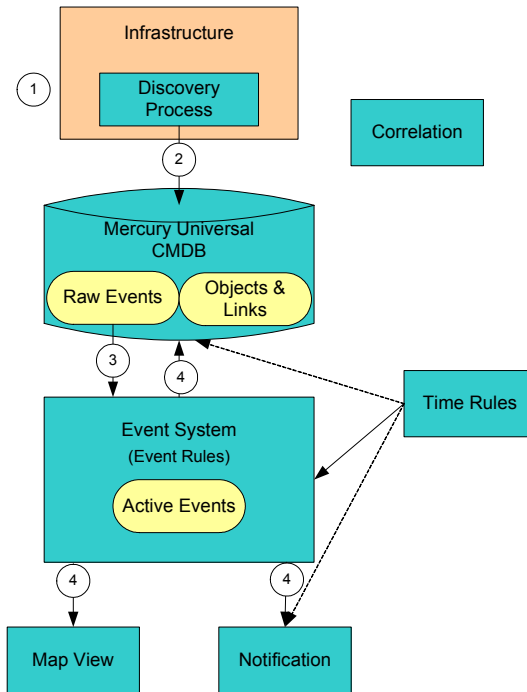 Infrastructure
1
Discovery
Process
Correlation
2
Mercury Universal
CMDB
Raw Events
Objects &
Links
3
4
Time Rules
Event System
(Event Rules)
Active Events
4
4
Map View
Notification